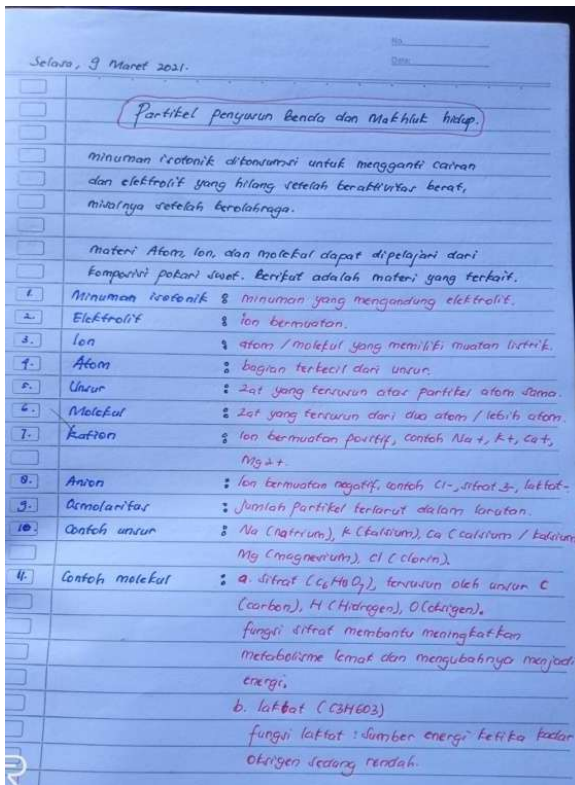 No.
Date:
Selasa, 9 Maret 2021.
Partikel penyusun Benda dan Makhluk hidup.
minuman isotonik dikonsumsi untuk mengganti cairan
dan elektrolit yang hilang setelah beraktivitas berat,
misalnya setelah berolahraga.
materi Atom, Ion, dan molekul dapat dipelajari dari
komposisi pokari swet. Berikut adalah materi yang terkait.
1. Minuman isotonik : minuman yang mengandung elektrolit.
2. Elektrolit : ion bermuatan.
3. Ion : atom / molekul yang memiliki muatan listrik.
4. Atom : bagian terkecil dari unsur.
5. Unsur : zat yang tersusun atas partikel atom sama.
6. Molekul : zat yang tersusun dari dua atom / lebih atom.
7. Kation : Ion bermuatan positif, contoh Na+, K+, Ca+,
Mg2+.
8. Anion : Ion bermuatan negatif, contoh Cl-, sitrat 3-, laktat-
9. Osmolaritas : Jumlah partikel terlarut dalam larutan.
10. Contoh unsur : Na (natrium), K (kalsium), Ca (calsium / kalsium
Mg (magnesium), Cl (clorin).
11. Contoh molekul : a. Sitrat (C6H8O7), tersusun oleh unsur C
(carbon), H (Hidrogen), O (oksigen).
fungsi sitrat membantu meningkatkan
metabolisme lemat dan mengubahnya menjadi
energi.
b. laktat (C3H6O3)
fungsi laktat : Sumber energi ketika kadar
oksigen sedang rendah.